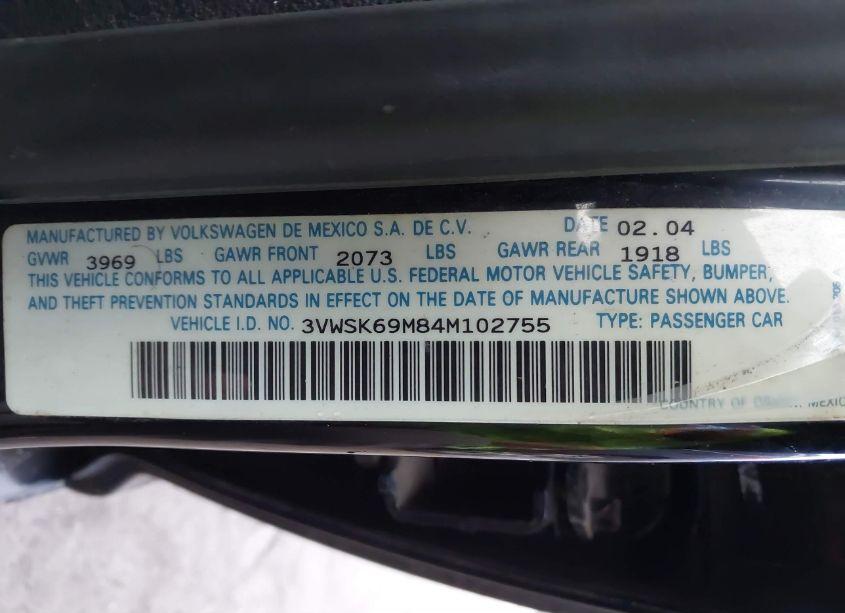 MANUFACTURED BY VOLKSWAGEN DE MEXICO S.A. DE C.V. DATE 02.04
GVWR 3969 LBS GAWR FRONT 2073 LBS GAWR REAR 1918 LBS
THIS VEHICLE CONFORMS TO ALL APPLICABLE U.S. FEDERAL MOTOR VEHICLE SAFETY, BUMPER,
AND THEFT PREVENTION STANDARDS IN EFFECT ON THE DATE OF MANUFACTURE SHOWN ABOVE.
VEHICLE I.D. NO. 3VWSK69M84M102755 TYPE: PASSENGER CAR
COUNTRY OF MEXICO